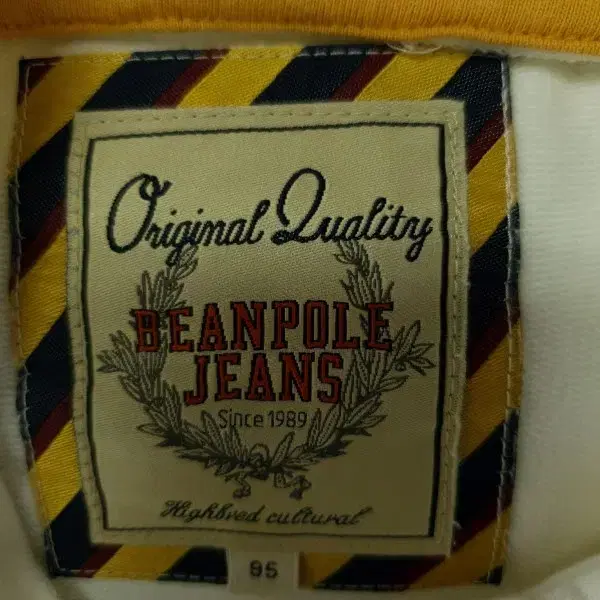 Original Quality
BEANPOLE
JEANS
Since 1989
Highbred cultural
95